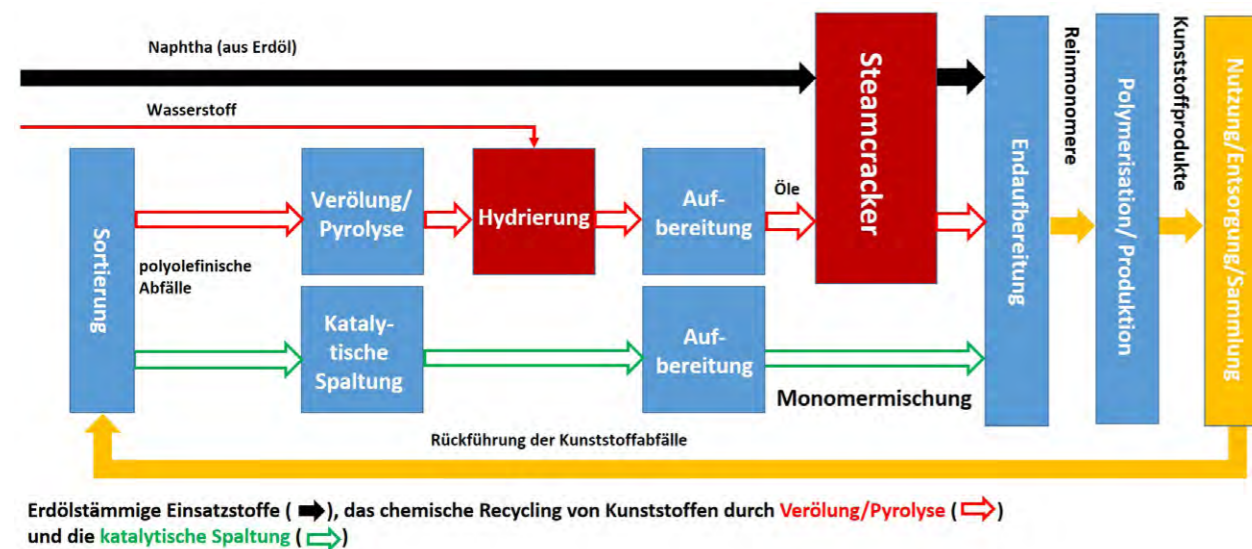 Naphtha (aus Erdöl)
Wasserstoff
Sortierung
polyolefinische
Abfälle
Verölung/
Pyrolyse
Hydrierung
Auf-
bereitung
Öle
Steamcracker
Kataly-
tische
Spaltung
Auf-
bereitung
Monomermischung
Endaufbereitung
Reinmonomere
Polymerisation/ Produktion
Kunststoffprodukte
Nutzung/Entsorgung/Sammlung
Rückführung der Kunststoffabfälle
Erdölstämmige Einsatzstoffe ( ), das chemische Recycling von Kunststoffen durch Verölung/Pyrolyse ( )
und die katalytische Spaltung ( )